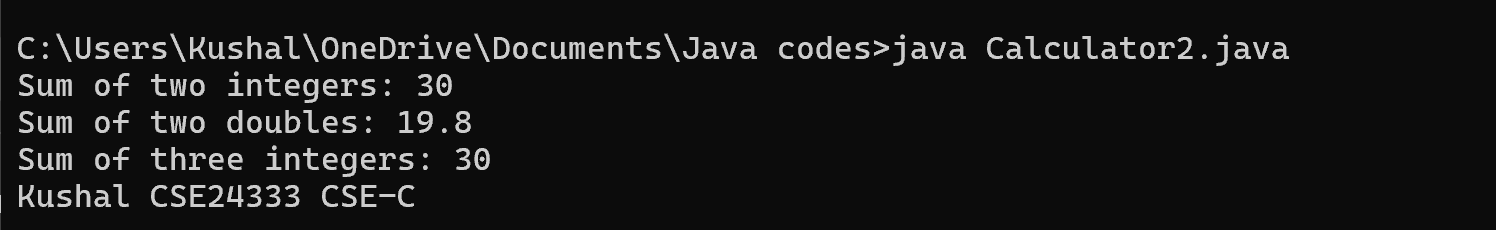 C:\Users\Kushal\OneDrive\Documents\Java codes>java Calculator2.java
Sum of two integers: 30
Sum of two doubles: 19.8
Sum of three integers: 30
Kushal CSE24333 CSE-C